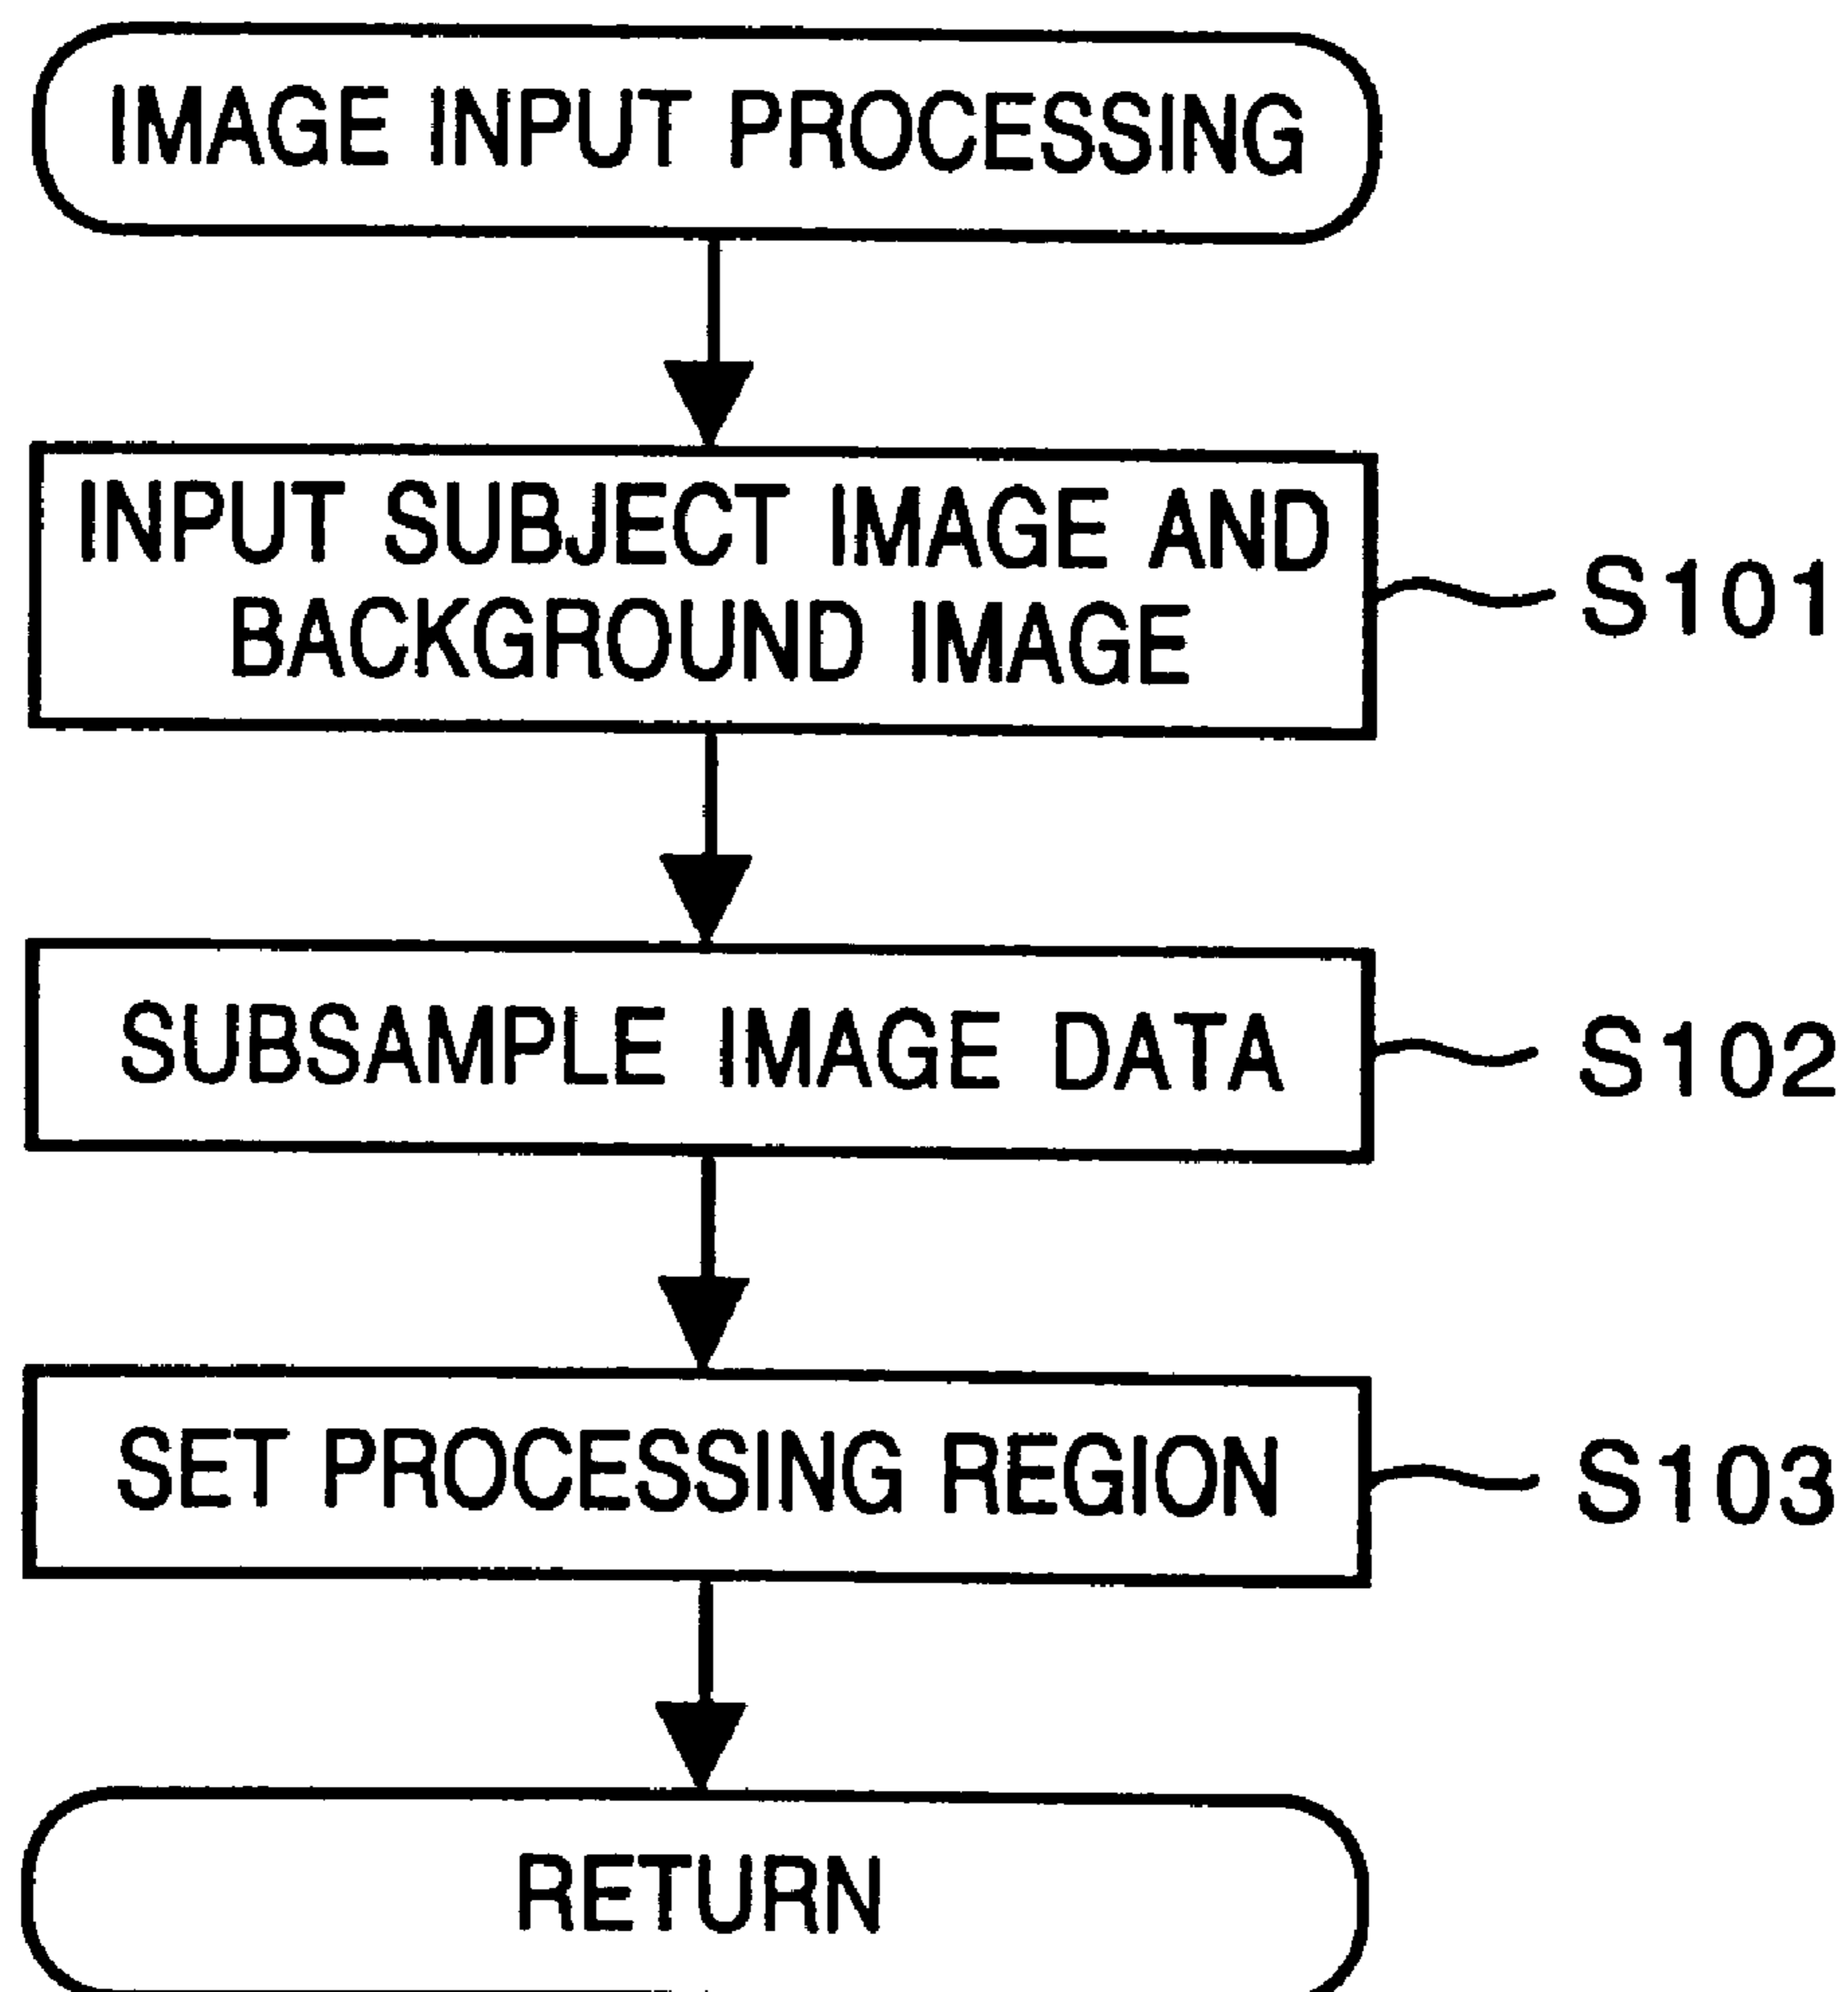 IMAGE INPUT PROCESSING
INPUT SUBJECT IMAGE AND
BACKGROUND IMAGE
S101
SUBSAMPLE IMAGE DATA
S102
SET PROCESSING REGION
S103
RETURN